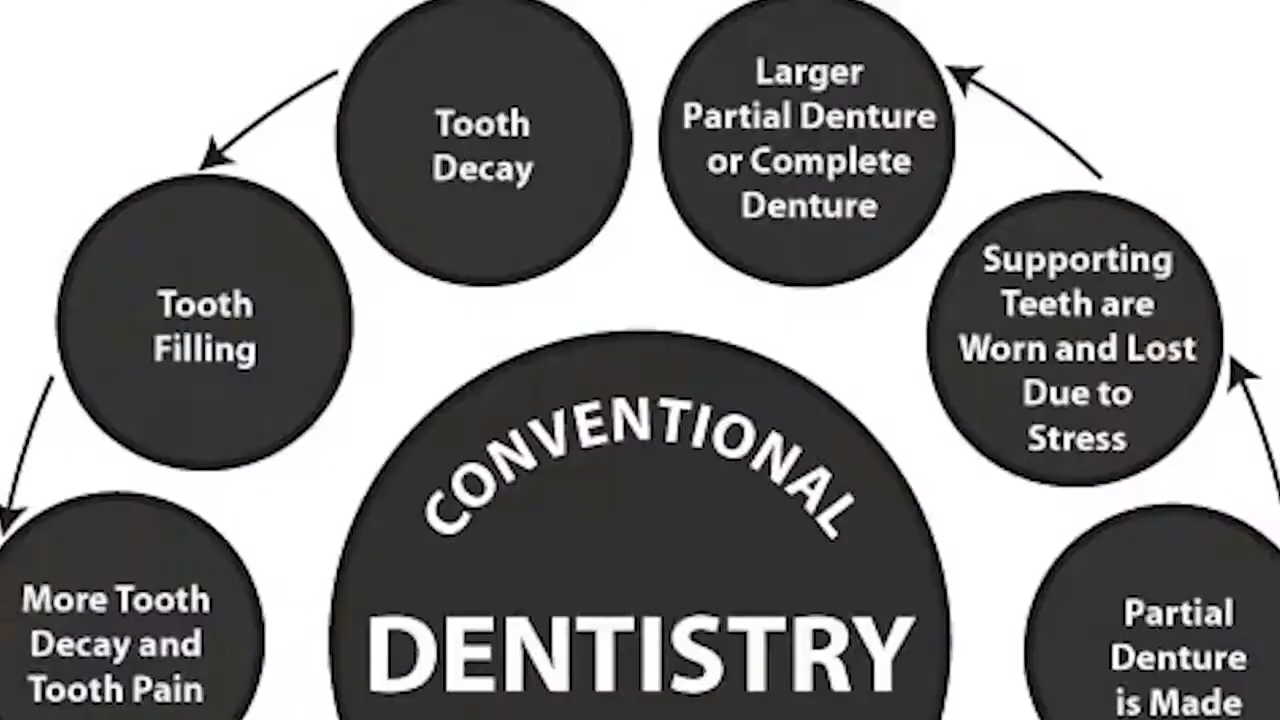 Tooth
Decay
Larger
Partial Denture
or Complete
Denture
Tooth
Filling
Supporting
Teeth are
Worn and Lost
Due to
Stress
CONVENTIONAL
DENTISTRY
More Tooth
Decay and
Tooth Pain
Partial
Denture
is Made